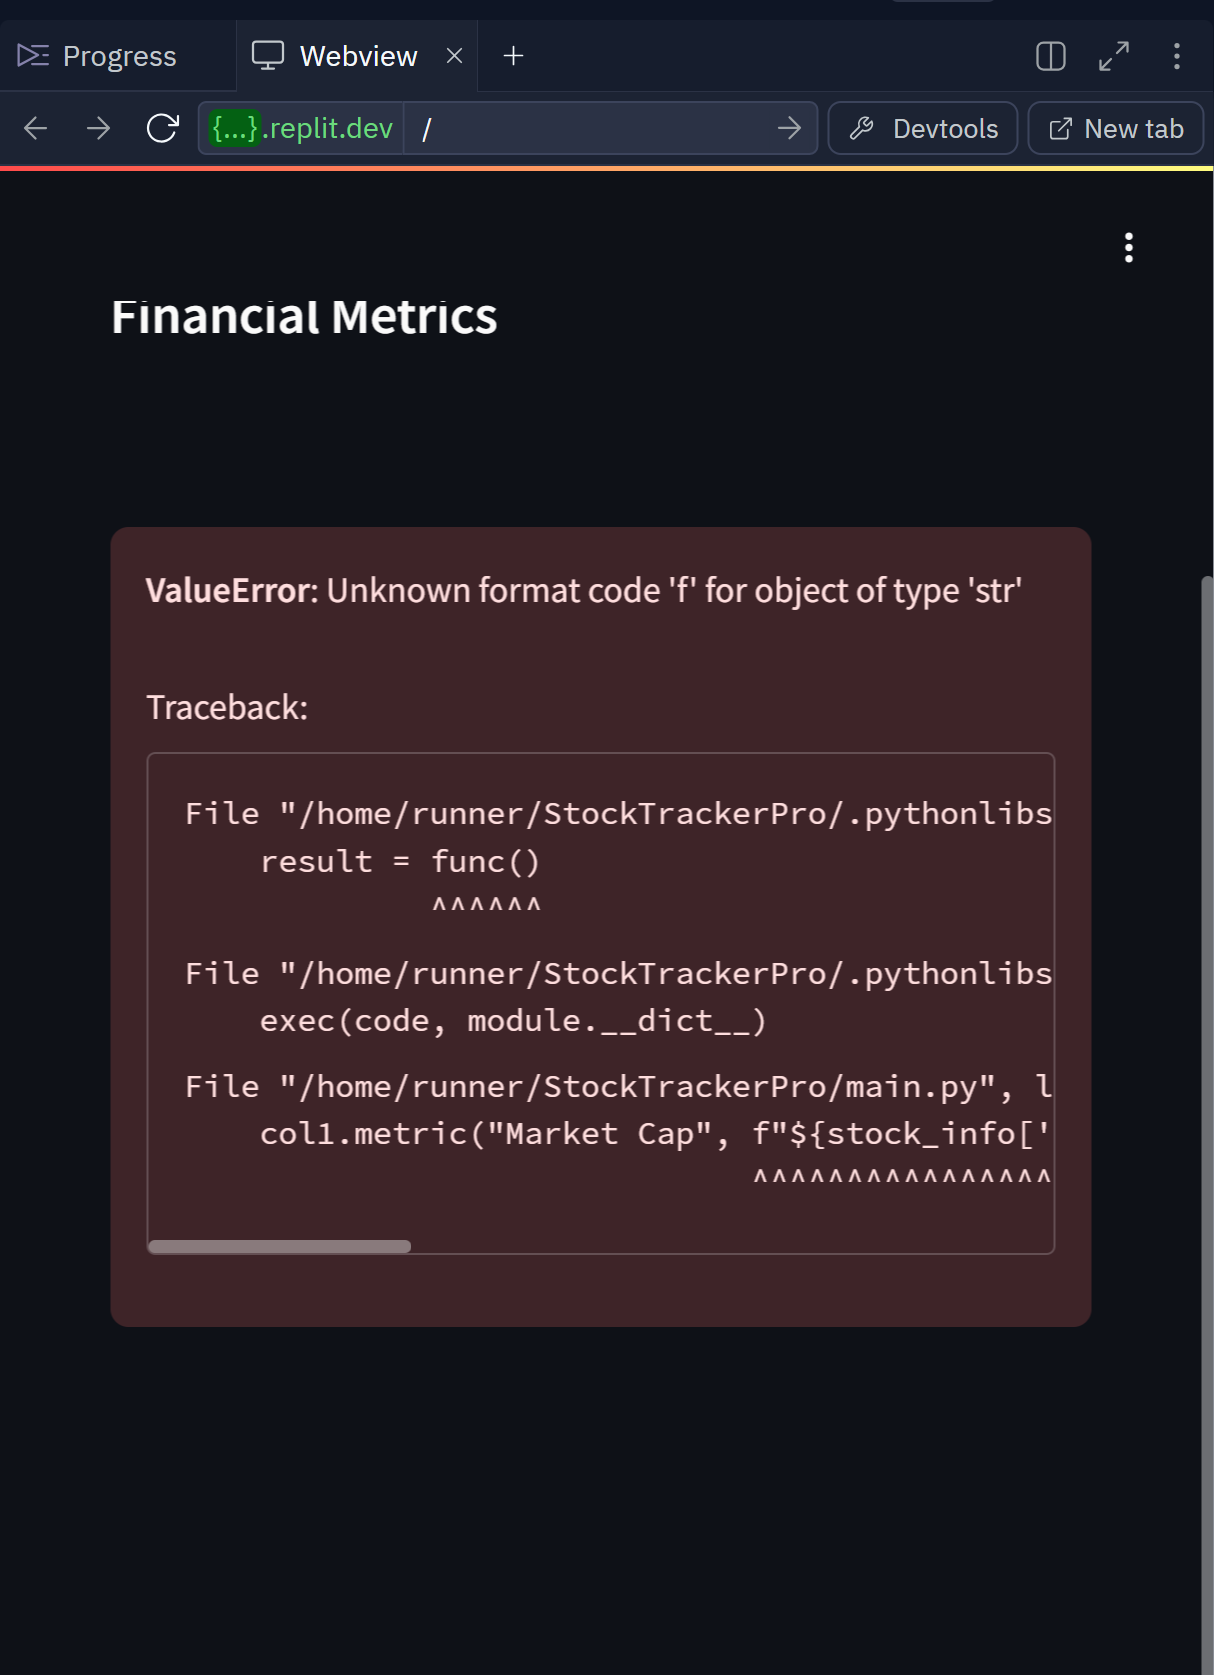 Progress
Webview
{...}.replit.dev /
Devtools
New tab
Financial Metrics
ValueError: Unknown format code 'f' for object of type 'str'
Traceback:
File "/home/runner/StockTrackerPro/.pythonlibs
result = func()
^^^^^^
File "/home/runner/StockTrackerPro/.pythonlibs
exec(code, module.__dict__)
File "/home/runner/StockTrackerPro/main.py", l
col1.metric("Market Cap", f"${stock_info['
^^^^^^^^^^^^^^^^